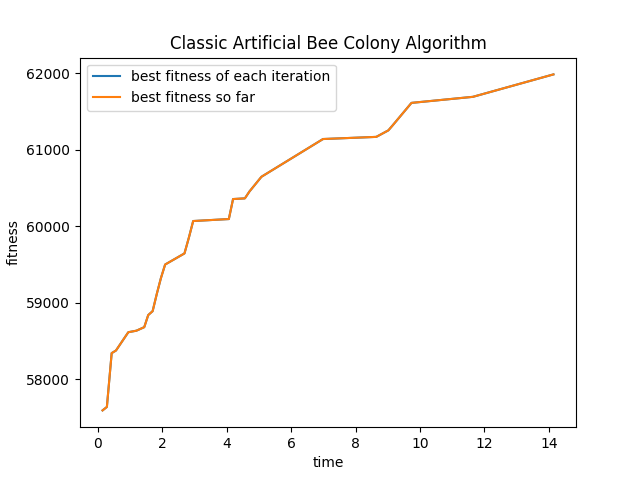 Classic Artificial Bee Colony Algorithm
best fitness of each iteration
best fitness so far
62000
61000
60000
59000
58000
fitness
0 2 4 6 8 10 12 14
time